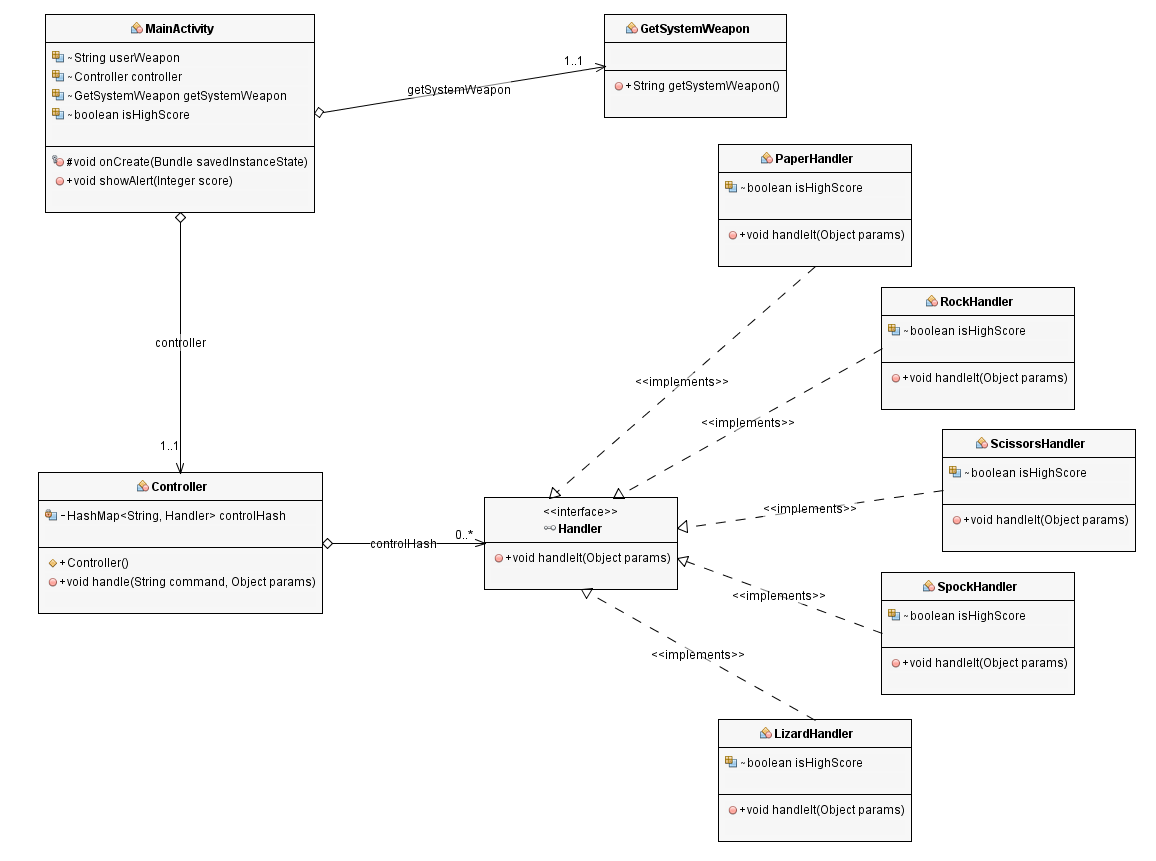 MainActivity
~String userWeapon
~Controller controller
~GetSystemWeapon getSystemWeapon
~boolean isHighScore
#void onCreate(Bundle savedInstanceState)
+void showAlert(Integer score)
GetSystemWeapon
+String getSystemWeapon()
1..1
getSystemWeapon
PaperHandler
~boolean isHighScore
+void handleIt(Object params)
RockHandler
~boolean isHighScore
+void handleIt(Object params)
controller
1..1
<<implements>>
<<implements>>
ScissorsHandler
~boolean isHighScore
+void handleIt(Object params)
<<implements>>
Controller
~HashMap<String, Handler> controlHash
+Controller()
+void handle(String command, Object params)
0..*
controlHash
<<interface>>
Handler
+void handleIt(Object params)
<<implements>>
SpockHandler
~boolean isHighScore
+void handleIt(Object params)
<<implements>>
LizardHandler
~boolean isHighScore
+void handleIt(Object params)